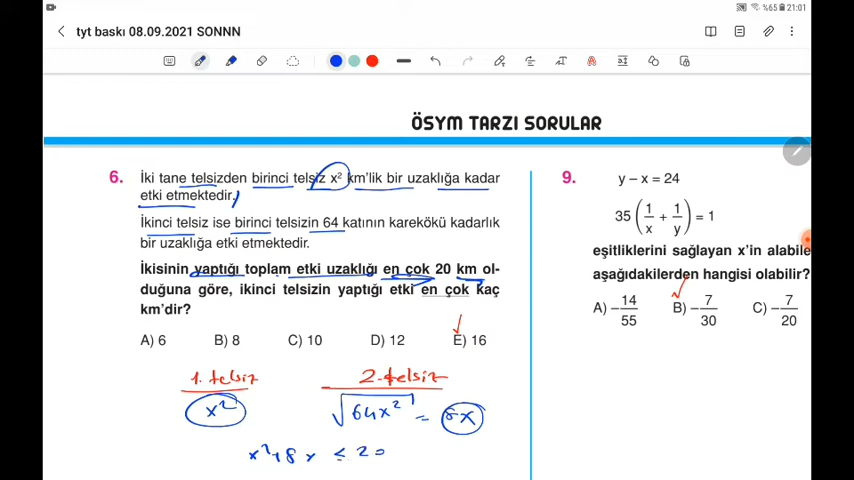 %65 21:01
tyt baskı 08.09.2021 SONNN
ÖSYM TARZI SORULAR
6. İki tane telsizden birinci telsiz x² km'lik bir uzaklığa kadar
etki etmektedir.
İkinci telsiz ise birinci telsizin 64 katının karekökü kadarlık
bir uzaklığa etki etmektedir.
İkisinin yaptığı toplam etki uzaklığı en çok 20 km ol-
duğuna göre, ikinci telsizin yaptığı etki en çok kaç
km'dir?
A) 6 B) 8 C) 10 D) 12 E) 16
1. telsiz 2. telsiz
x² √64x² = 8x
x²+8x ≤ 20
9. y – x = 24
35 (1/x + 1/y) = 1
eşitliklerini sağlayan x'in alabile
aşağıdakilerden hangisi olabilir?
A) –14/55 B) –7/30 C) –7/20